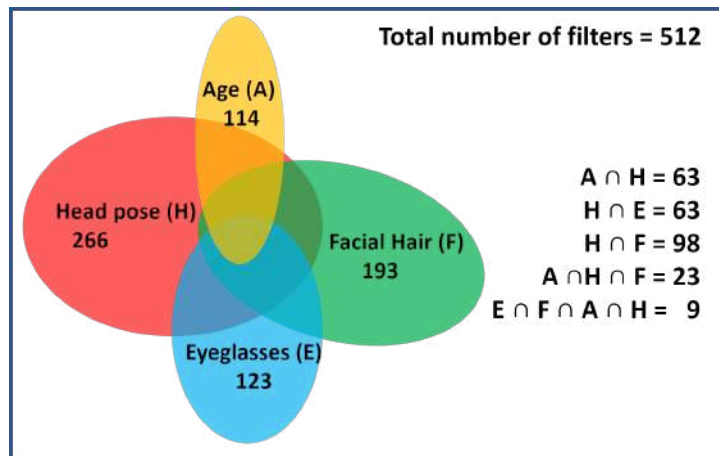 Total number of filters = 512
Age (A)
114
Head pose (H)
266
Facial Hair (F)
193
Eyeglasses (E)
123
A ∩ H = 63
H ∩ E = 63
H ∩ F = 98
A ∩H ∩ F = 23
E ∩ F ∩ A ∩ H = 9